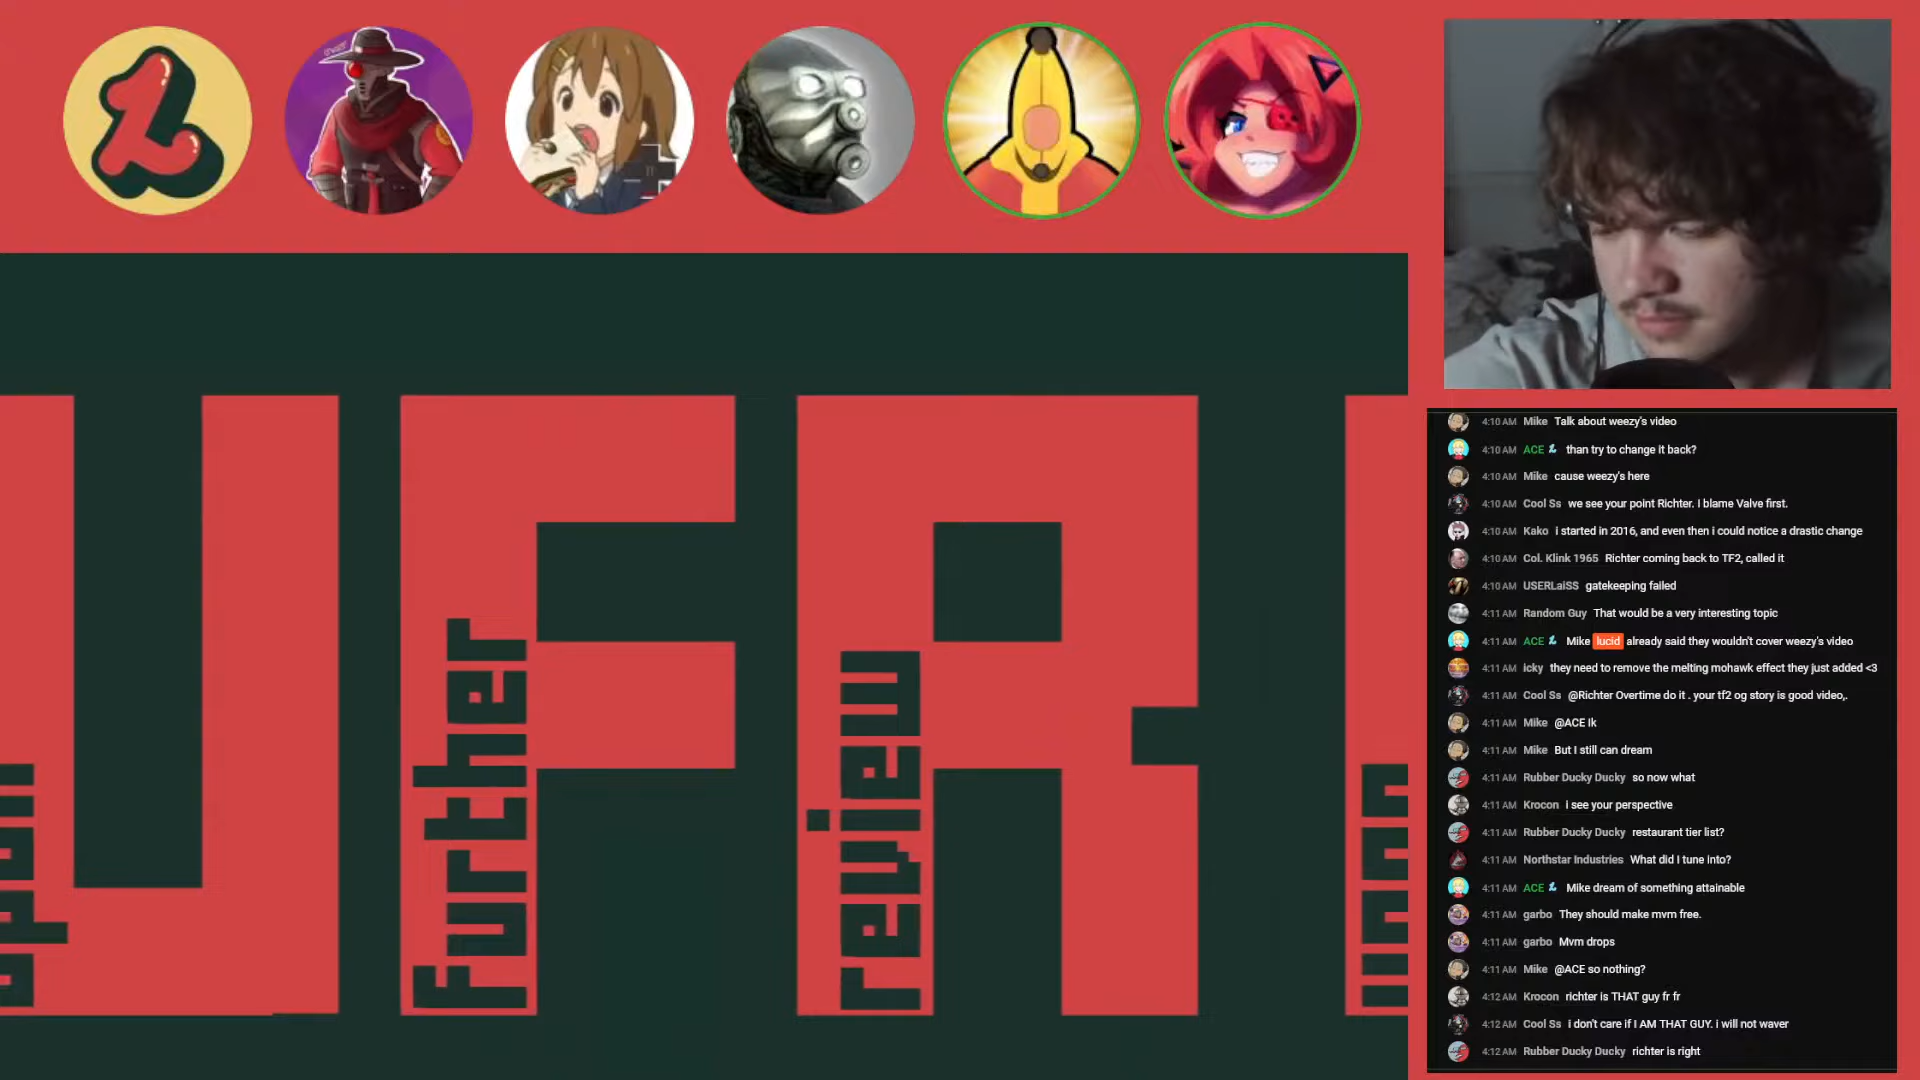 UFR
upon
further
review
4:10 AM Mike Talk about weezy's video
4:10 AM ACE than try to change it back?
4:10 AM Mike cause weezy's here
4:10 AM Cool Ss we see your point Richter. I blame Valve first.
4:10 AM Kako i started in 2016, and even then i could notice a drastic change
4:10 AM Col. Klink 1965 Richter coming back to TF2, called it
4:10 AM USERLaiSS gatekeeping failed
4:11 AM Random Guy That would be a very interesting topic
4:11 AM ACE Mike lucid already said they wouldn't cover weezy's video
4:11 AM icky they need to remove the melting mohawk effect they just added <3
4:11 AM Cool Ss @Richter Overtime do it . your tf2 og story is good video,.
4:11 AM Mike @ACE Ik
4:11 AM Mike But I still can dream
4:11 AM Rubber Ducky Ducky so now what
4:11 AM Krocon i see your perspective
4:11 AM Rubber Ducky Ducky restaurant tier list?
4:11 AM Northstar Industries What did I tune into?
4:11 AM ACE Mike dream of something attainable
4:11 AM garbo They should make mvm free.
4:11 AM garbo Mvm drops
4:11 AM Mike @ACE so nothing?
4:12 AM Krocon richter is THAT guy fr fr
4:12 AM Cool Ss i don't care if I AM THAT GUY. i will not waver
4:12 AM Rubber Ducky Ducky richter is right